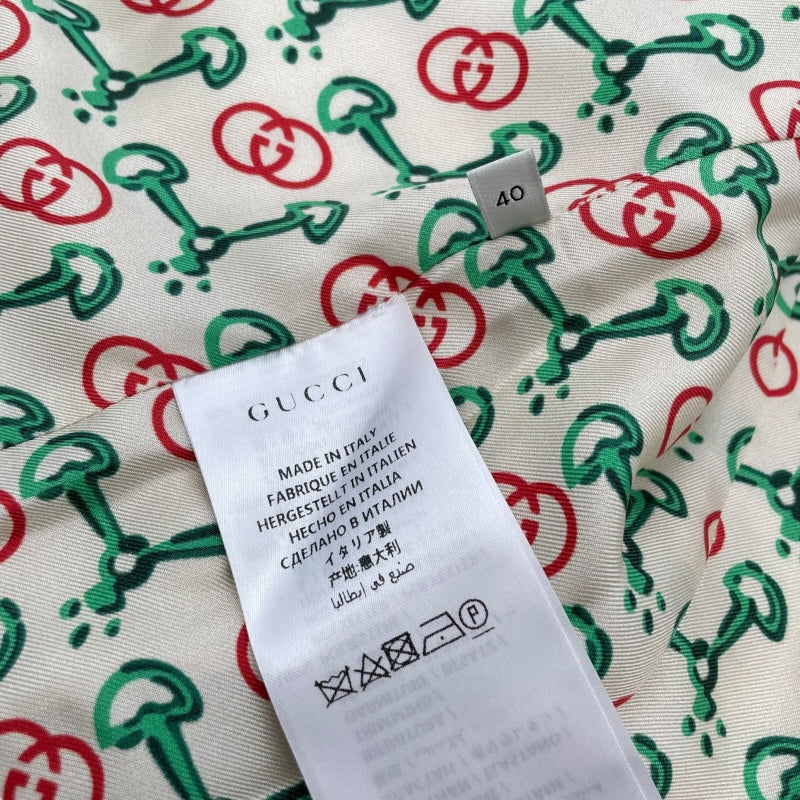 40
GUCCI
MADE IN ITALY
FABRIQUE EN ITALIE
HERGESTELLT IN ITALIEN
HECHO EN ITALIA
СДЕЛАНО В ИТАЛИИ
イタリア製
产地:意大利
صنع في إيطاليا
P